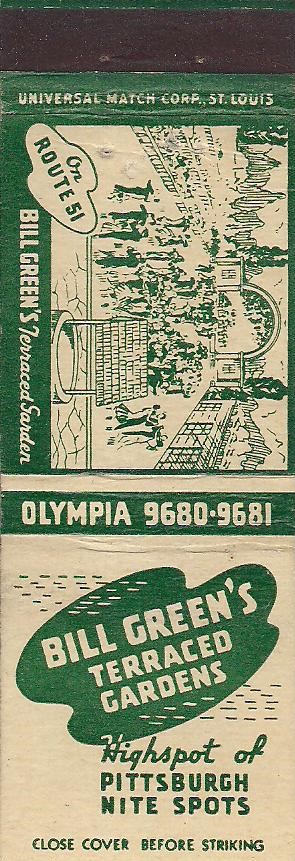 UNIVERSAL MATCH CORP., ST. LOUIS
On
ROUTE 51
BILL GREEN'S Terraced Garden
OLYMPIA 9680-9681
BILL GREEN'S
TERRACED
GARDENS
Highspot of
PITTSBURGH
NITE SPOTS
CLOSE COVER BEFORE STRIKING